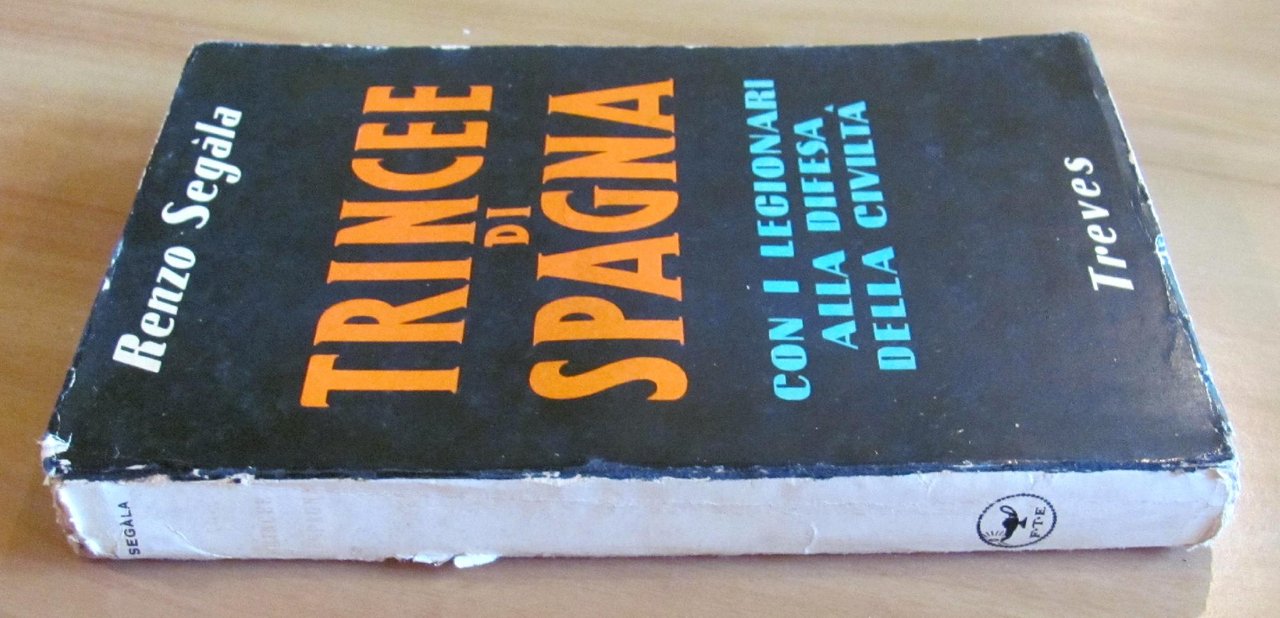 Renzo Segàla
TRINCEE
DI
SPAGNA
CON I LEGIONARI
ALLA DIFESA
DELLA CIVILTÀ
Treves
SEGÀLA
F.T.E